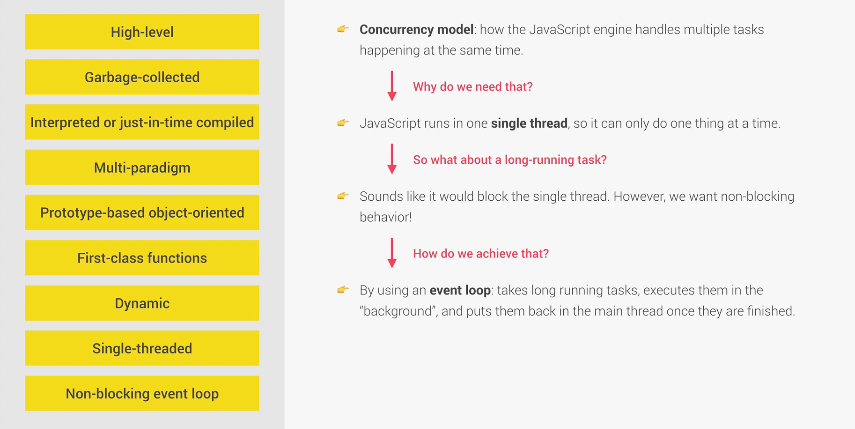 High-level
Garbage-collected
Interpreted or just-in-time compiled
Multi-paradigm
Prototype-based object-oriented
First-class functions
Dynamic
Single-threaded
Non-blocking event loop
Concurrency model: how the JavaScript engine handles multiple tasks
happening at the same time.
Why do we need that?
JavaScript runs in one single thread, so it can only do one thing at a time.
So what about a long-running task?
Sounds like it would block the single thread. However, we want non-blocking
behavior!
How do we achieve that?
By using an event loop: takes long running tasks, executes them in the
“background”, and puts them back in the main thread once they are finished.